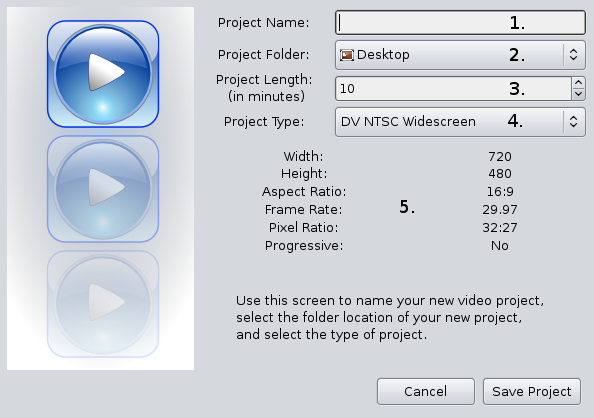 Project Name: 1.
Project Folder: Desktop 2.
Project Length:
(in minutes) 10 3.
Project Type: DV NTSC Widescreen 4.
Width: 720
Height: 480
Aspect Ratio: 16:9
Frame Rate: 5. 29.97
Pixel Ratio: 32:27
Progressive: No
Use this screen to name your new video project,
select the folder location of your new project,
and select the type of project.
Cancel Save Project